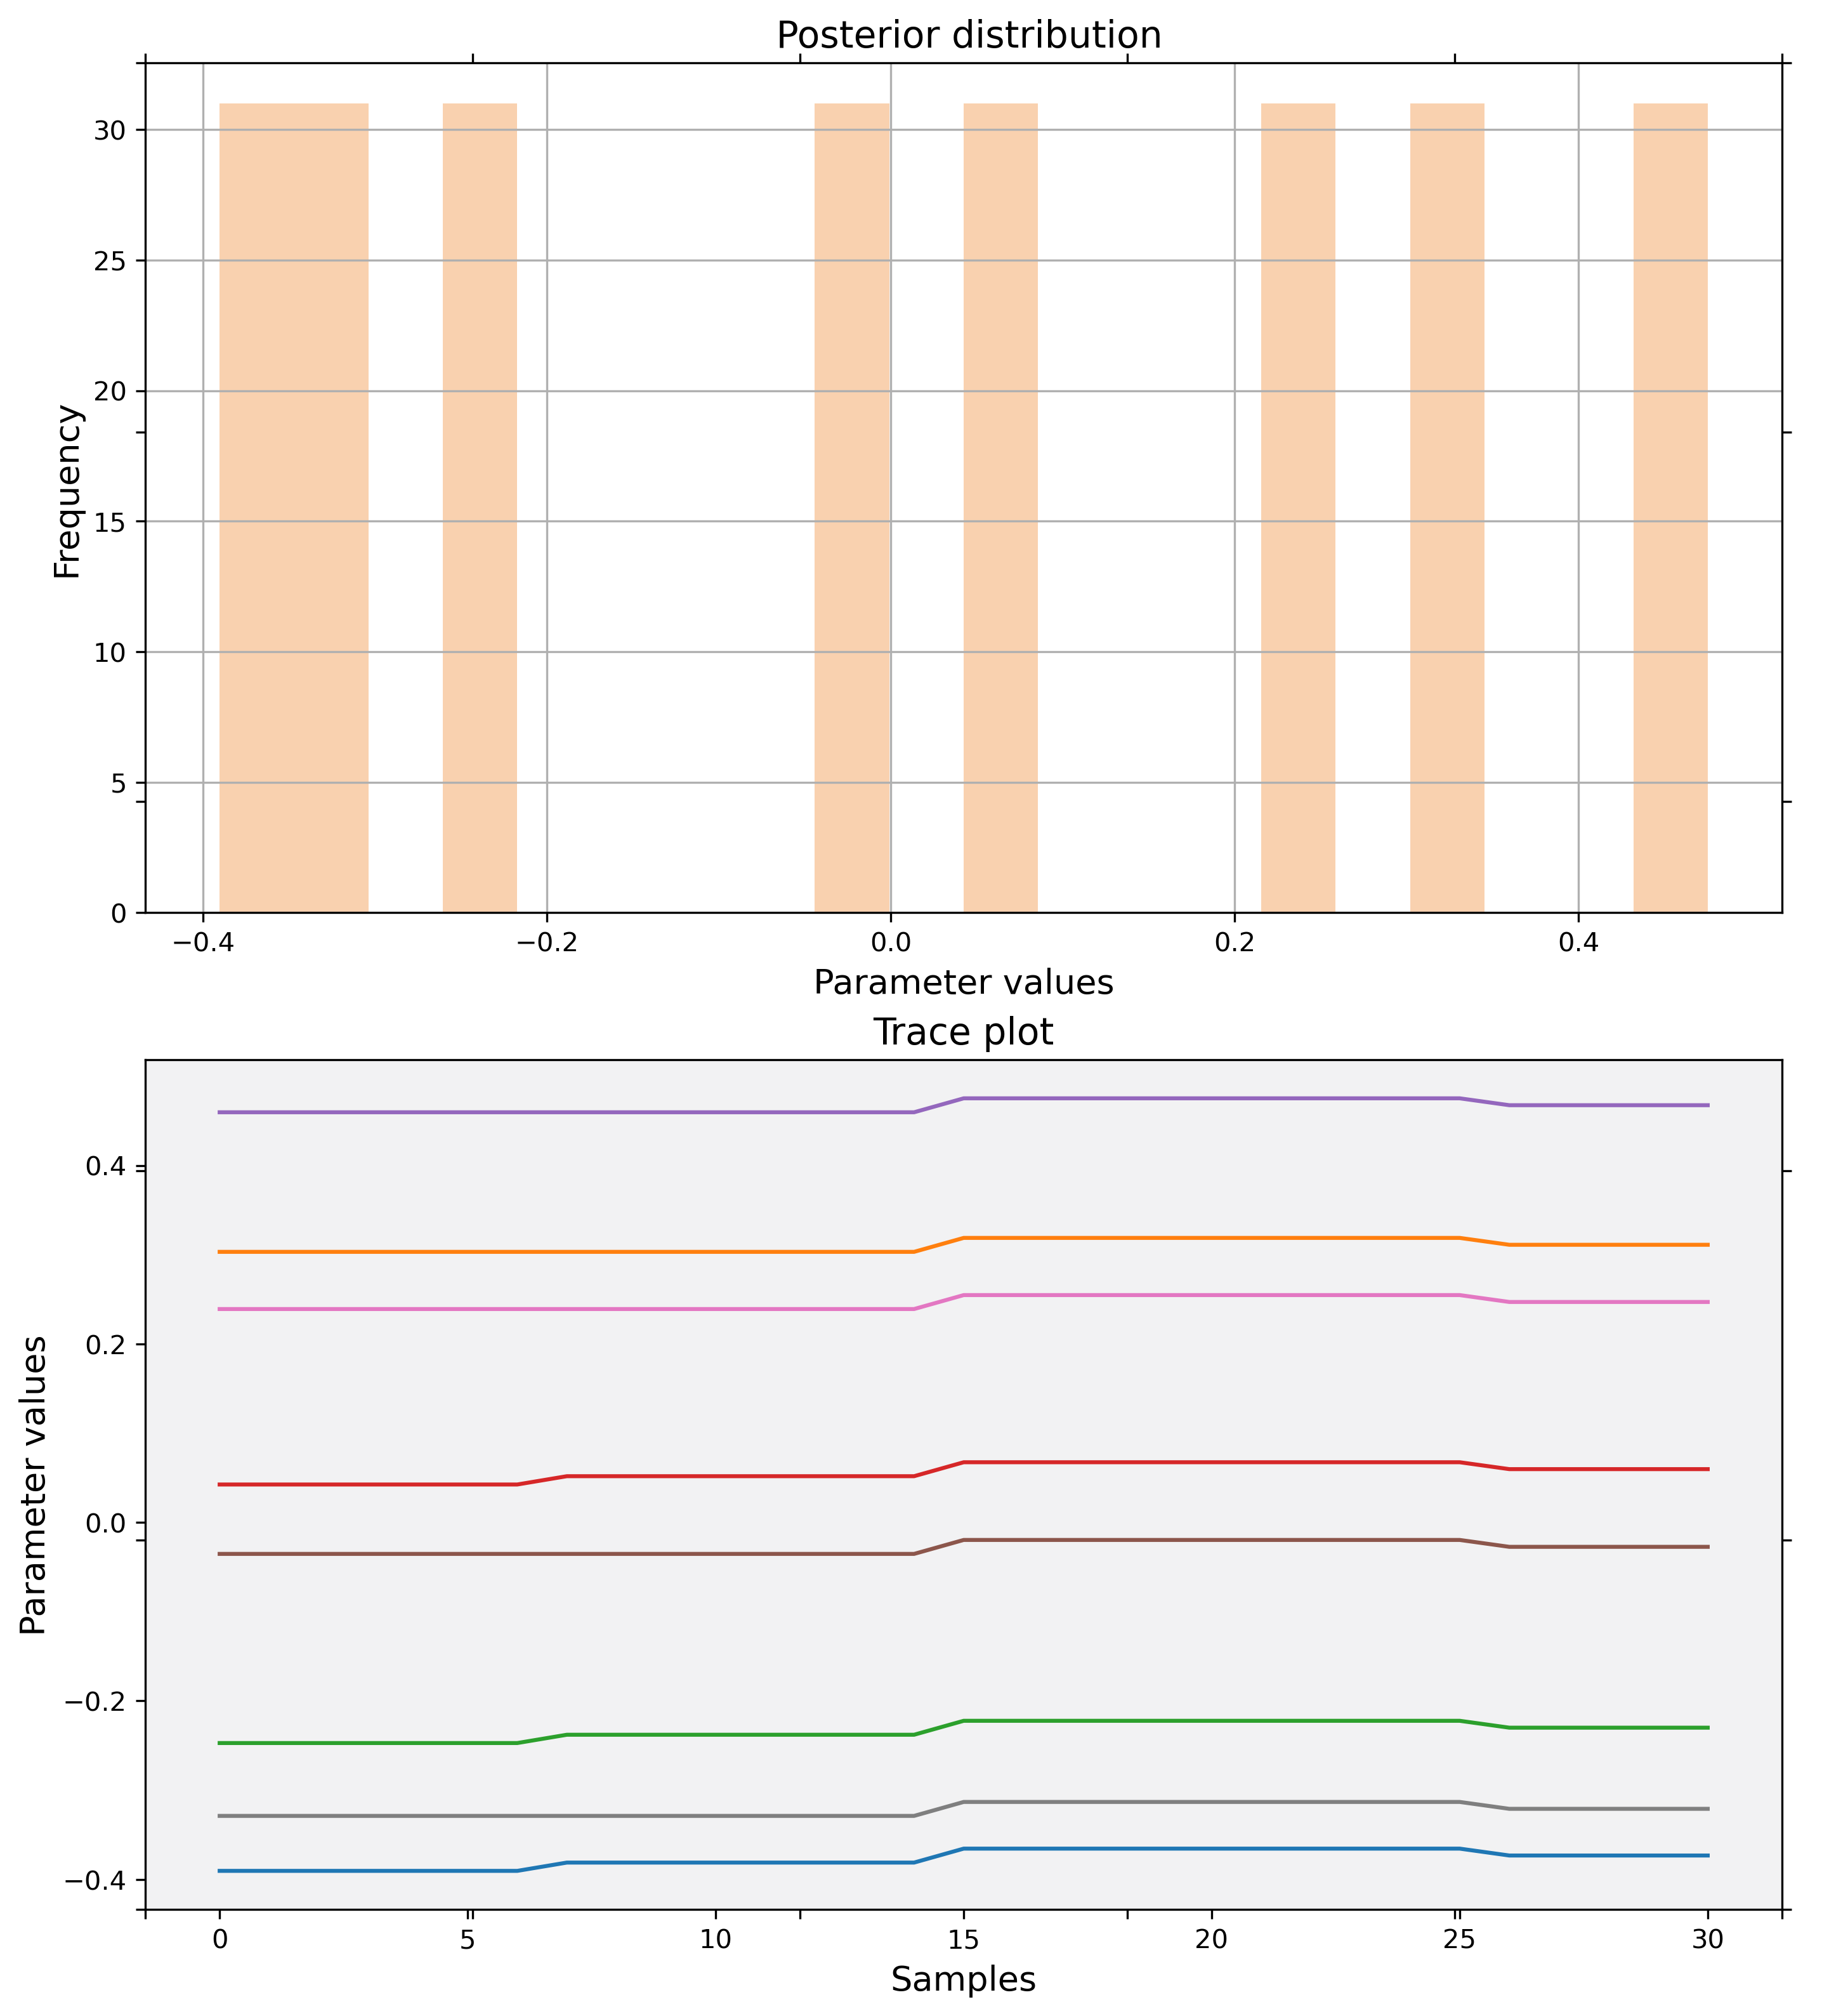 Posterior distribution
30
25
20
15
10
5
0
Frequency
−0.4 −0.2 0.0 0.2 0.4
Parameter values
Trace plot
0.4
0.2
0.0
−0.2
−0.4
Parameter values
0 5 10 15 20 25 30
Samples